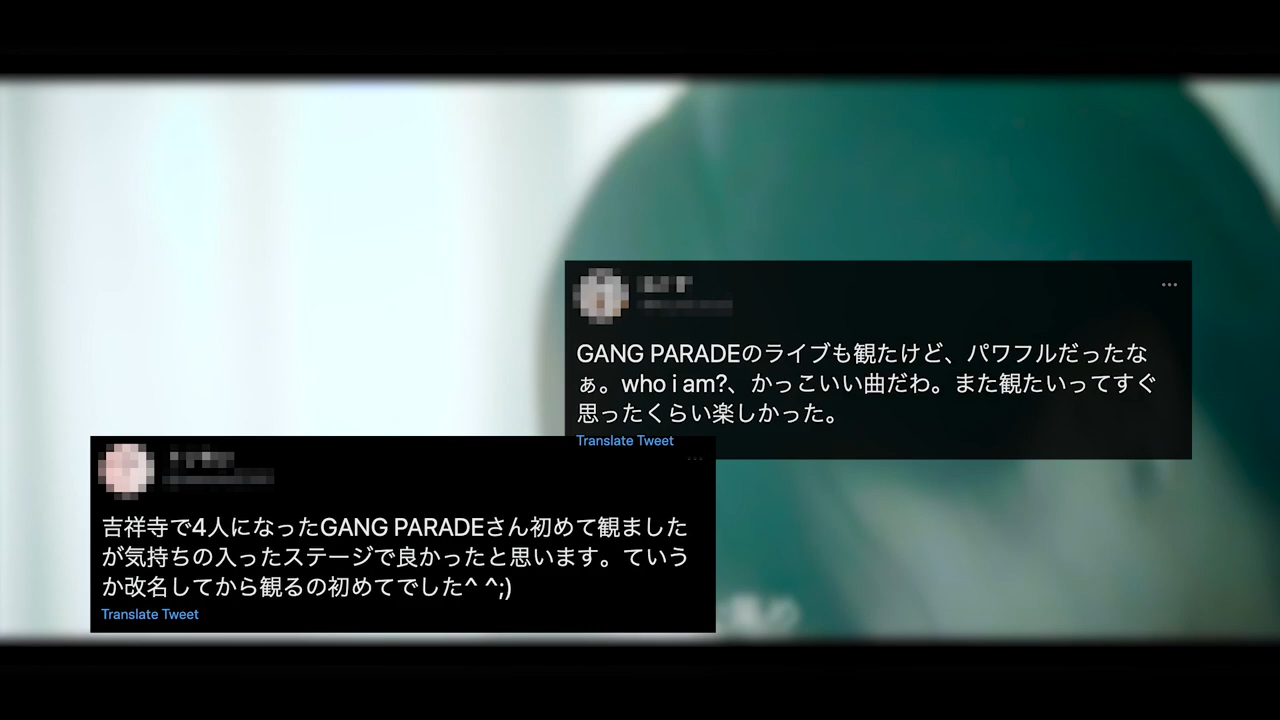 GANG PARADEのライブも観たけど、パワフルだったな
ぁ。who i am?、かっこいい曲だわ。また観たいってすぐ
思ったくらい楽しかった。
Translate Tweet
吉祥寺で4人になったGANG PARADEさん初めて観ました
が気持ちの入ったステージで良かったと思います。ていう
か改名してから観るの初めてでした^ ^;)
Translate Tweet